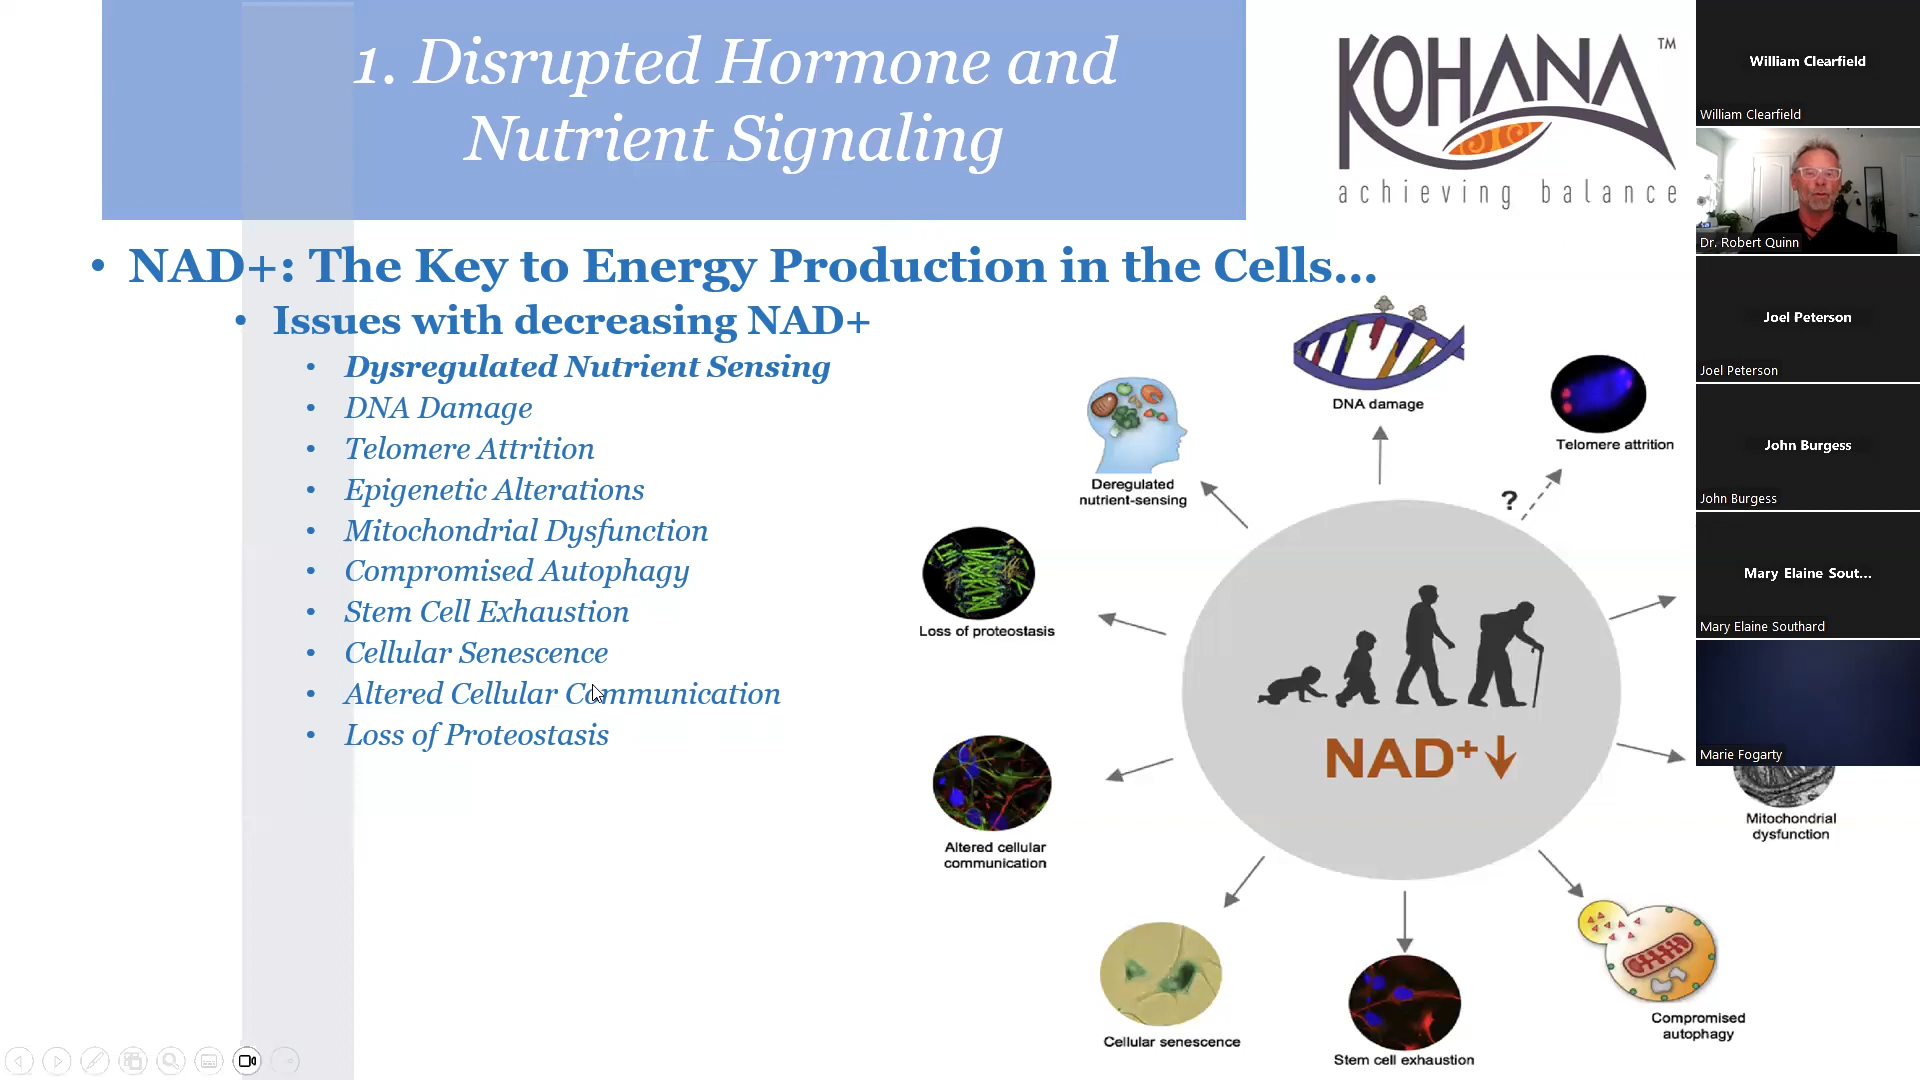 1. Disrupted Hormone and
Nutrient Signaling
KOHANA™
achieving balance
• NAD+: The Key to Energy Production in the Cells...
• Issues with decreasing NAD+
• Dysregulated Nutrient Sensing
• DNA Damage
• Telomere Attrition
• Epigenetic Alterations
• Mitochondrial Dysfunction
• Compromised Autophagy
• Stem Cell Exhaustion
• Cellular Senescence
• Altered Cellular Communication
• Loss of Proteostasis
DNA damage
Telomere attrition
?
Deregulated
nutrient-sensing
Loss of proteostasis
NAD+↓
Altered cellular
communication
Mitochondrial
dysfunction
Cellular senescence
Stem cell exhaustion
Compromised
autophagy
William Clearfield
William Clearfield
Dr. Robert Quinn
Joel Peterson
Joel Peterson
John Burgess
John Burgess
Mary Elaine Sout...
Mary Elaine Southard
Marie Fogarty